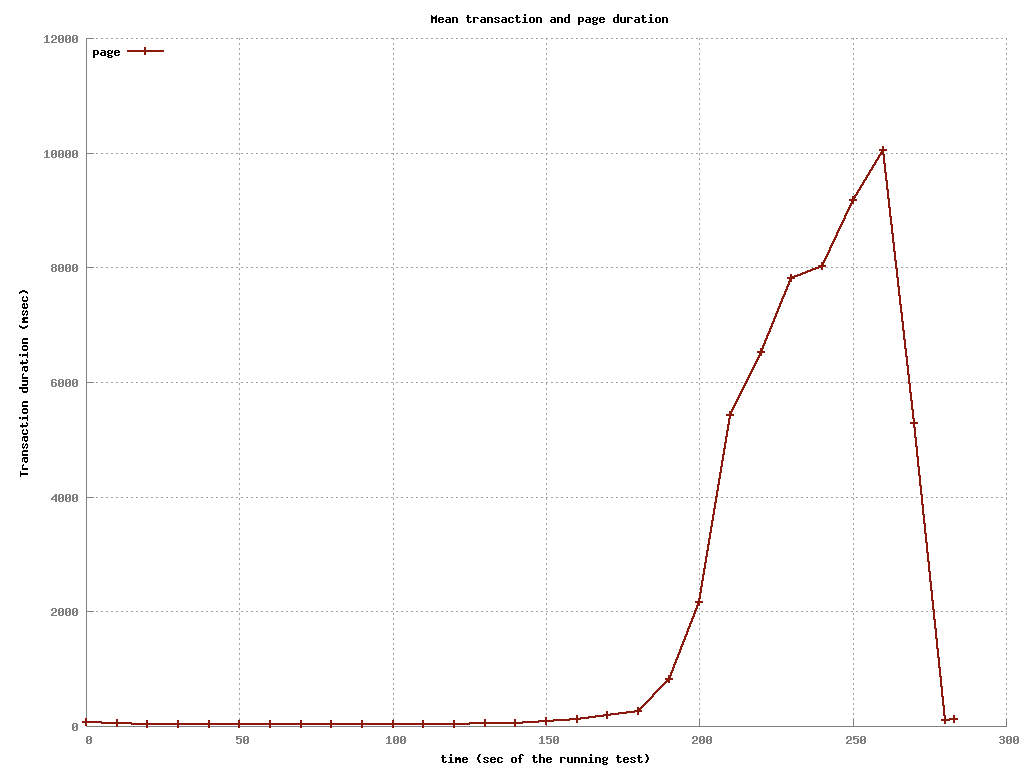 Mean transaction and page duration
page
12000
10000
8000
6000
4000
2000
0
Transaction duration (msec)
0 50 100 150 200 250 300
time (sec of the running test)